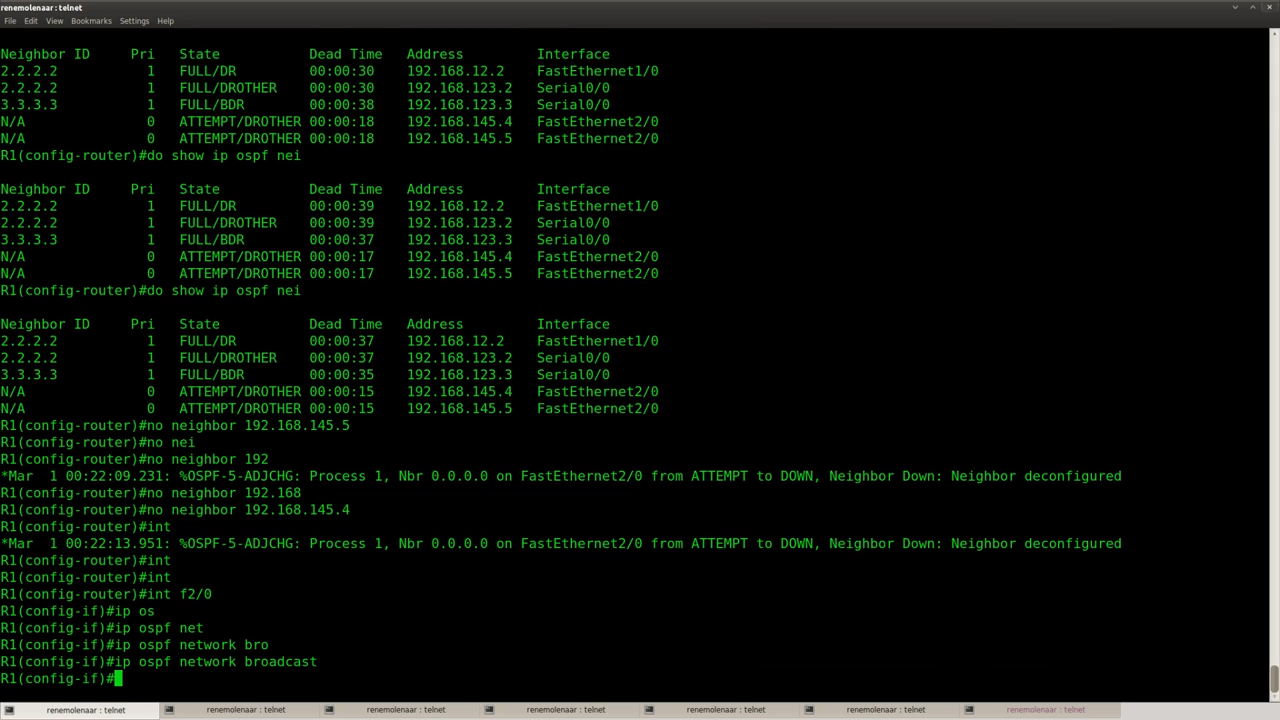 renemolenaar : telnet
File Edit View Bookmarks Settings Help
Neighbor ID     Pri   State           Dead Time   Address         Interface
2.2.2.2           1   FULL/DR         00:00:30    192.168.12.2    FastEthernet1/0
2.2.2.2           1   FULL/DROTHER    00:00:30    192.168.123.2   Serial0/0
3.3.3.3           1   FULL/BDR        00:00:38    192.168.123.3   Serial0/0
N/A               0   ATTEMPT/DROTHER 00:00:18    192.168.145.4   FastEthernet2/0
N/A               0   ATTEMPT/DROTHER 00:00:18    192.168.145.5   FastEthernet2/0
R1(config-router)#do show ip ospf nei
Neighbor ID     Pri   State           Dead Time   Address         Interface
2.2.2.2           1   FULL/DR         00:00:39    192.168.12.2    FastEthernet1/0
2.2.2.2           1   FULL/DROTHER    00:00:39    192.168.123.2   Serial0/0
3.3.3.3           1   FULL/BDR        00:00:37    192.168.123.3   Serial0/0
N/A               0   ATTEMPT/DROTHER 00:00:17    192.168.145.4   FastEthernet2/0
N/A               0   ATTEMPT/DROTHER 00:00:17    192.168.145.5   FastEthernet2/0
R1(config-router)#do show ip ospf nei
Neighbor ID     Pri   State           Dead Time   Address         Interface
2.2.2.2           1   FULL/DR         00:00:37    192.168.12.2    FastEthernet1/0
2.2.2.2           1   FULL/DROTHER    00:00:37    192.168.123.2   Serial0/0
3.3.3.3           1   FULL/BDR        00:00:35    192.168.123.3   Serial0/0
N/A               0   ATTEMPT/DROTHER 00:00:15    192.168.145.4   FastEthernet2/0
N/A               0   ATTEMPT/DROTHER 00:00:15    192.168.145.5   FastEthernet2/0
R1(config-router)#no neighbor 192.168.145.5
R1(config-router)#no nei
R1(config-router)#no neighbor 192
*Mar  1 00:22:09.231: %OSPF-5-ADJCHG: Process 1, Nbr 0.0.0.0 on FastEthernet2/0 from ATTEMPT to DOWN, Neighbor Down: Neighbor deconfigured
R1(config-router)#no neighbor 192.168
R1(config-router)#no neighbor 192.168.145.4
R1(config-router)#int
*Mar  1 00:22:13.951: %OSPF-5-ADJCHG: Process 1, Nbr 0.0.0.0 on FastEthernet2/0 from ATTEMPT to DOWN, Neighbor Down: Neighbor deconfigured
R1(config-router)#int
R1(config-router)#int
R1(config-router)#int f2/0
R1(config-if)#ip os
R1(config-if)#ip ospf net
R1(config-if)#ip ospf network bro
R1(config-if)#ip ospf network broadcast
R1(config-if)#
renemolenaar : telnet renemolenaar : telnet renemolenaar : telnet renemolenaar : telnet renemolenaar : telnet renemolenaar : telnet renemolenaar : telnet